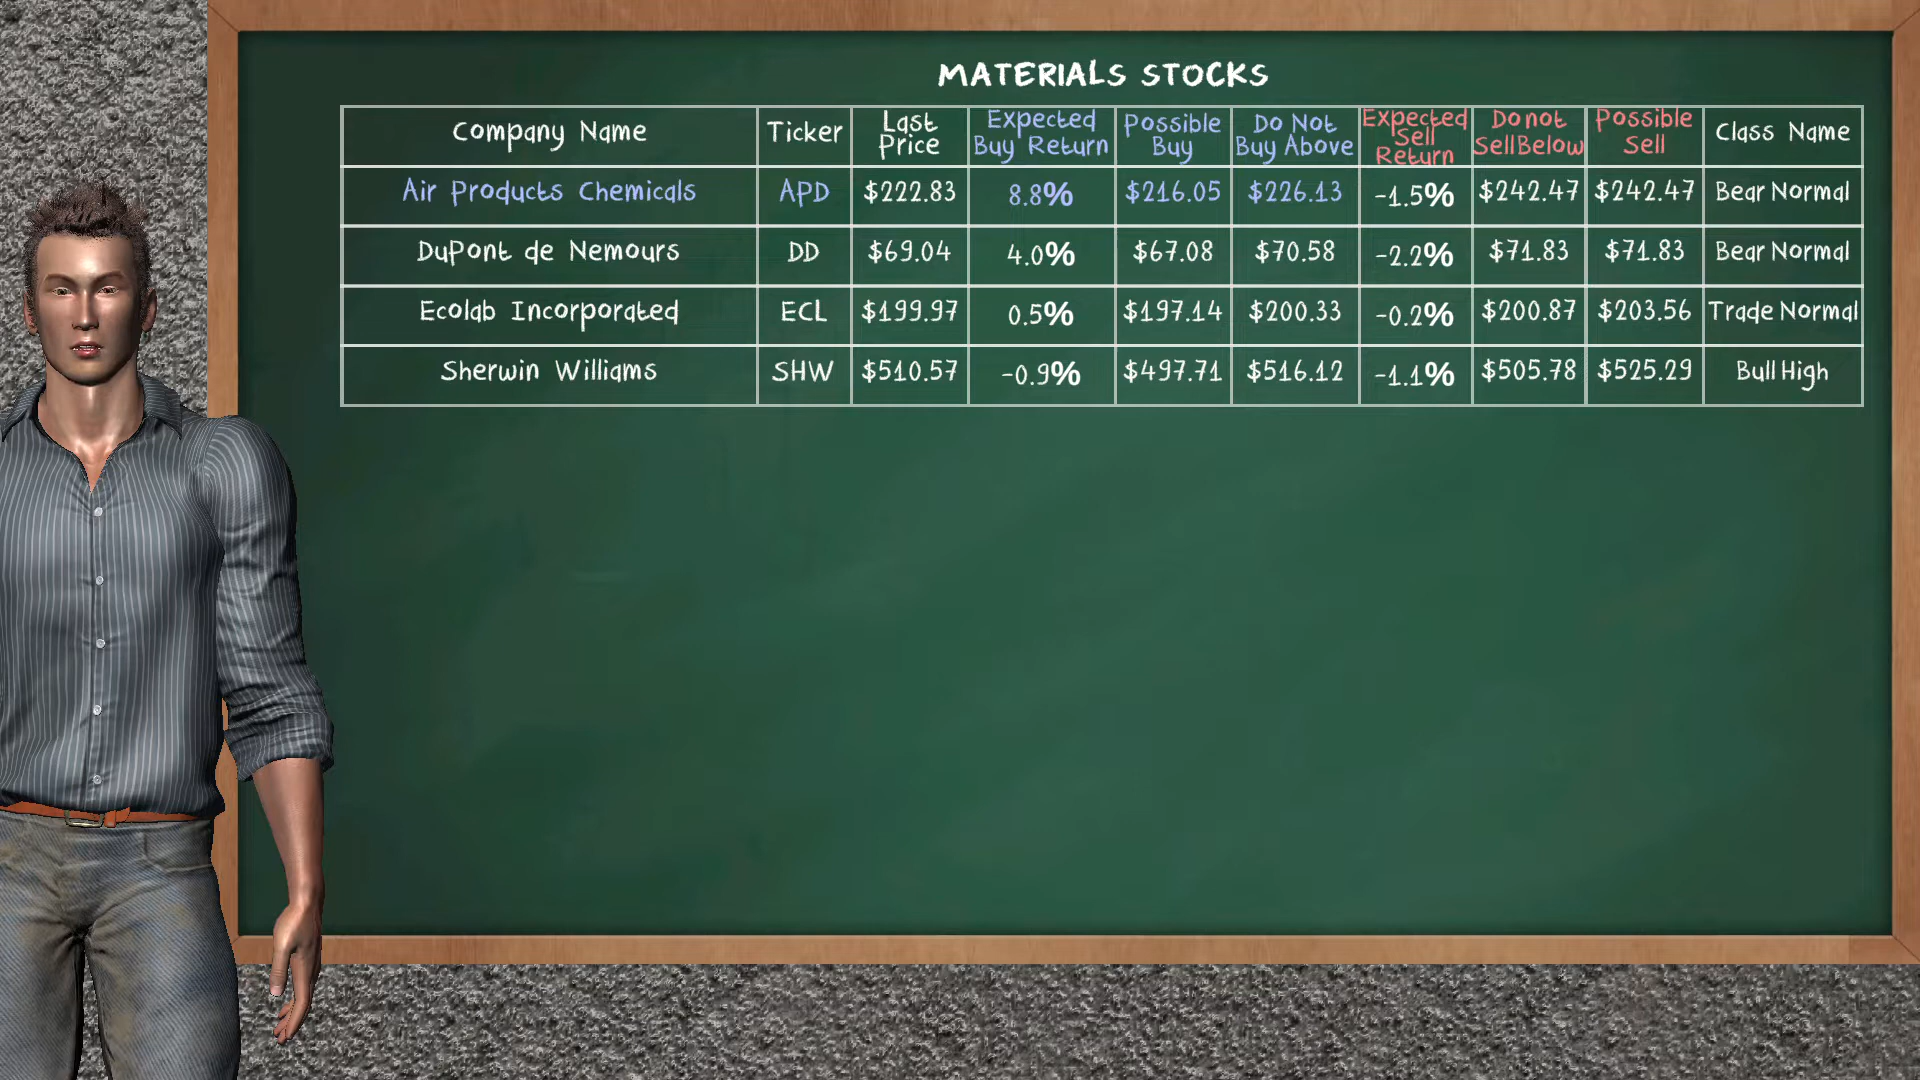 MATERIALS STOCKS
Company Name Ticker Last Price Expected Buy Return Possible Buy Do Not Buy Above Expected Sell Return Do not Sell Below Possible Sell Class Name
Air Products Chemicals APD $222.83 8.8% $216.05 $226.13 -1.5% $242.47 $242.47 Bear Normal
DuPont de Nemours DD $69.04 4.0% $67.08 $70.58 -2.2% $71.83 $71.83 Bear Normal
Ecolab Incorporated ECL $199.97 0.5% $197.14 $200.33 -0.2% $200.87 $203.56 Trade Normal
Sherwin Williams SHW $510.57 -0.9% $497.71 $516.12 -1.1% $505.78 $525.29 Bull High